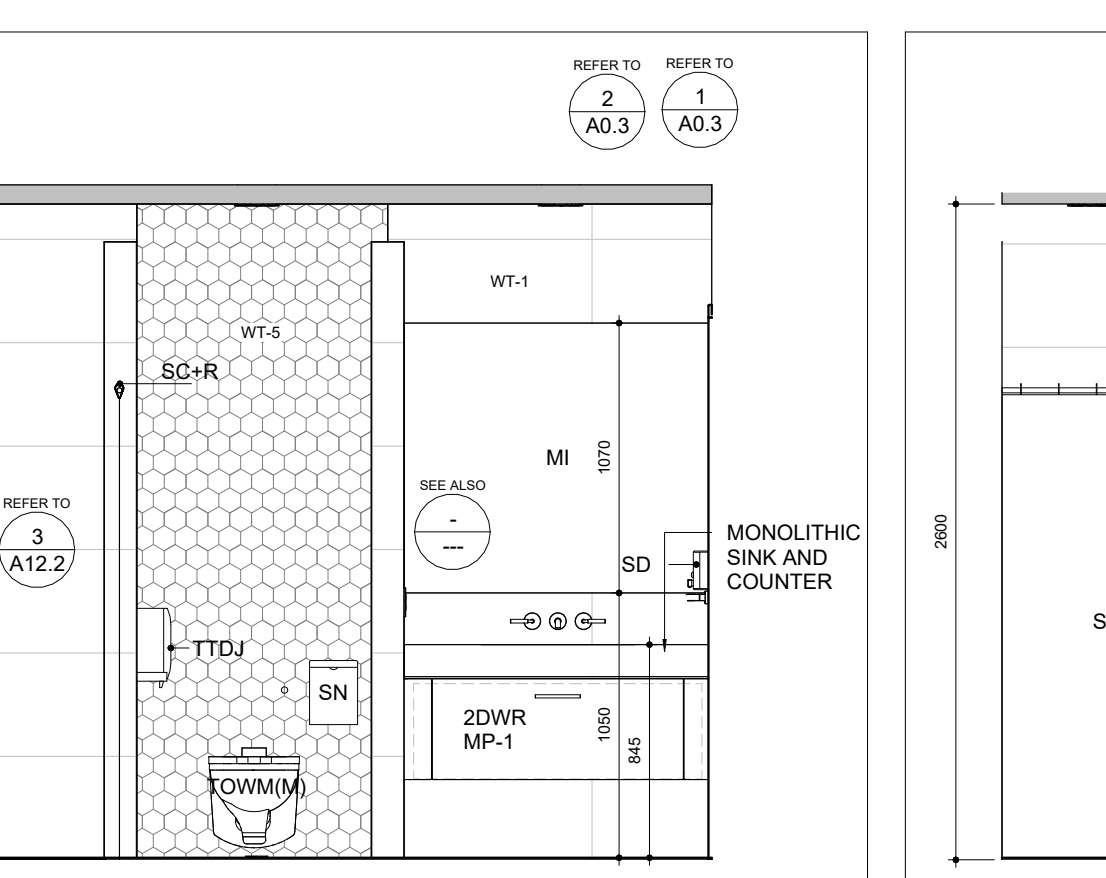 REFER TO
2
A0.3
REFER TO
1
A0.3
WT-1
WT-5
SC+R
MI
1070
SEE ALSO
-
---
REFER TO
3
A12.2
MONOLITHIC
SINK AND
COUNTER
SD
2600
S
TTDJ
SN
2DWR
MP-1
1050
845
TOWM(M)